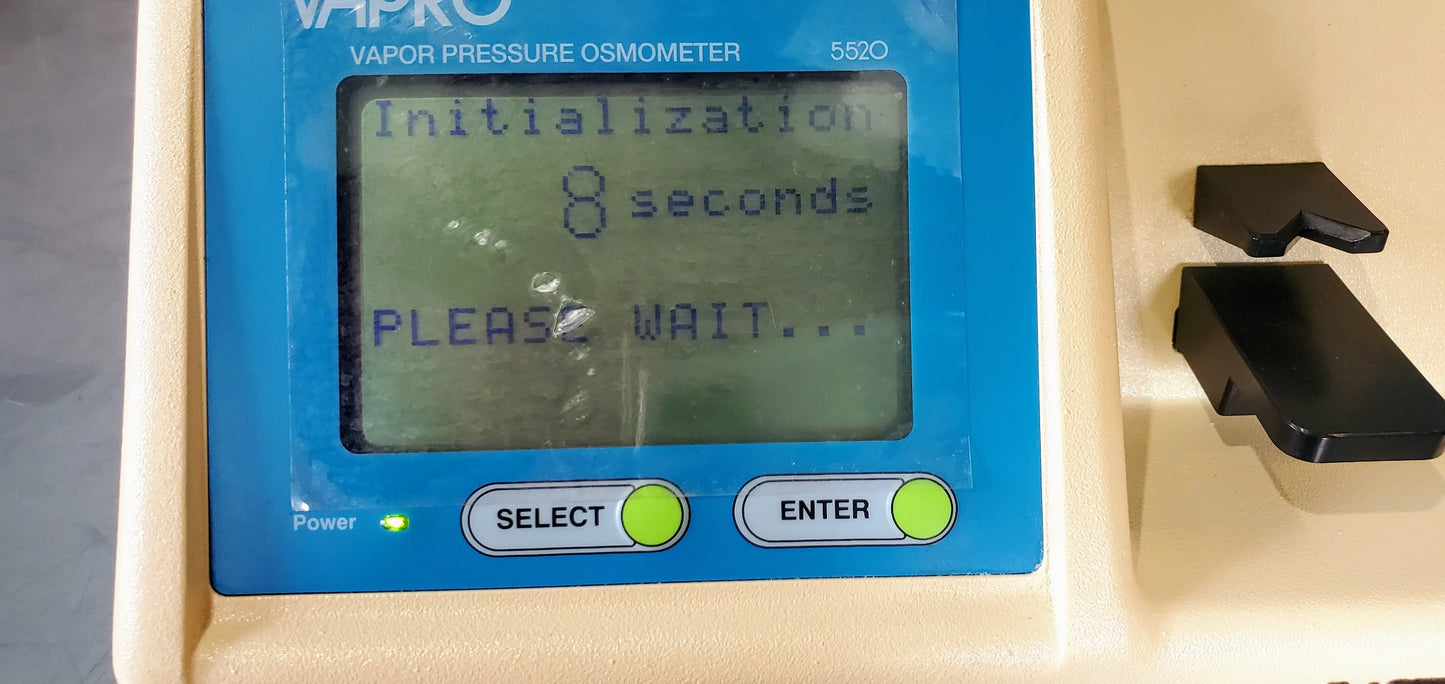 VAPRO
VAPOR PRESSURE OSMOMETER 5520
Initialization
8 seconds
PLEASE WAIT...
Power SELECT ENTER